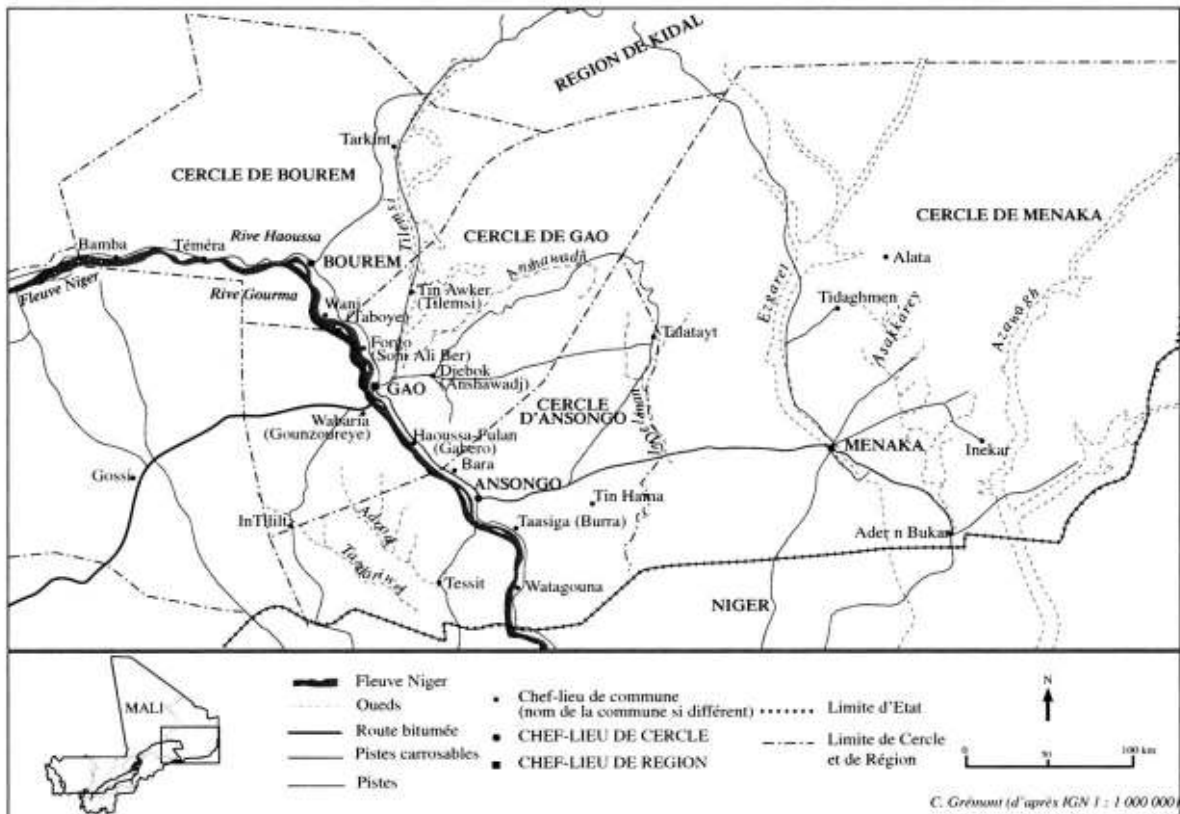 REGION DE KIDAL
Tarkint
CERCLE DE BOUREM
CERCLE DE MENAKA
Tilemsi
Rive Haoussa
CERCLE DE GAO
Bamba
Téméra
BOUREM
Anshawadj
Alata
Fleuve Niger
Rive Gourma
Tin Awker
(Tilemsi)
Ezgaret
Tidaghmen
Asakkarey
Azawagh
Wani
(Taboye)
Talatayt
Forgo
(Soni Ali Ber)
Djebok
(Anshawadj)
GAO
CERCLE
D'ANSONGO
Wabaria
(Gounzoureye)
Haoussa-Fulan
(Gabero)
MENAKA
Inekar
Bara
Gossi
ANSONGO
Tin Hama
InTillit
Taasiga (Burra)
Ader n Bukar
Tessit
Watagouna
NIGER
MALI
Fleuve Niger
Oueds
Route bitumée
Pistes carrosables
Pistes
Chef-lieu de commune
(nom de la commune si différent)
CHEF-LIEU DE CERCLE
CHEF-LIEU DE REGION
Limite d'Etat
Limite de Cercle
et de Région
N
0 50 100 km
C. Grémont (d'après IGN 1 : 1 000 000)